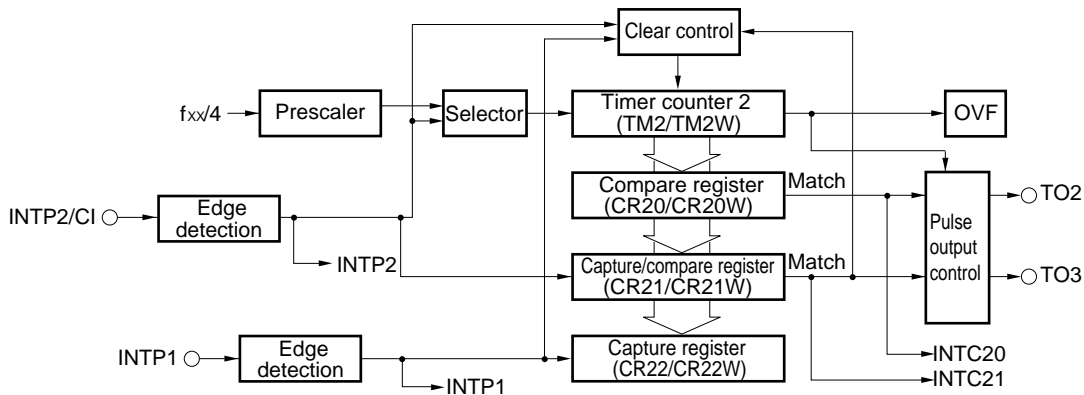 Clear control
fxx/4
Prescaler
Selector
Timer counter 2
(TM2/TM2W)
OVF
Compare register
(CR20/CR20W)
Match
INTP2/CI
Edge
detection
INTP2
Pulse
output
control
TO2
TO3
Capture/compare register
(CR21/CR21W)
Match
INTP1
Edge
detection
INTP1
Capture register
(CR22/CR22W)
INTC20
INTC21